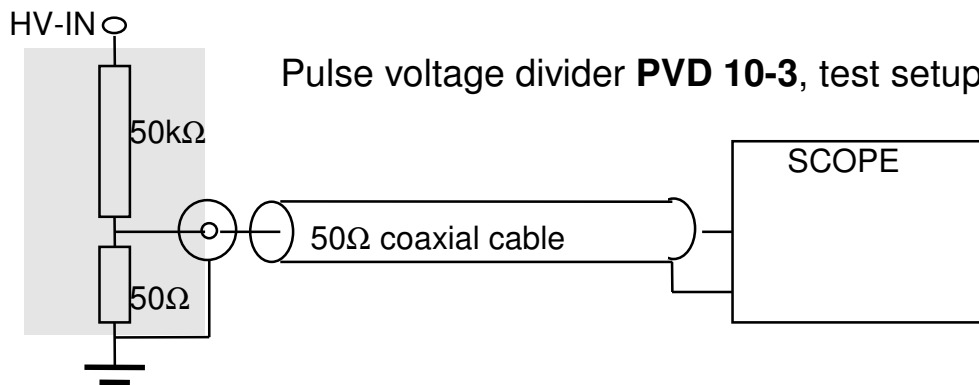 HV-IN
Pulse voltage divider PVD 10-3, test setup
50kΩ
SCOPE
50Ω coaxial cable
50Ω